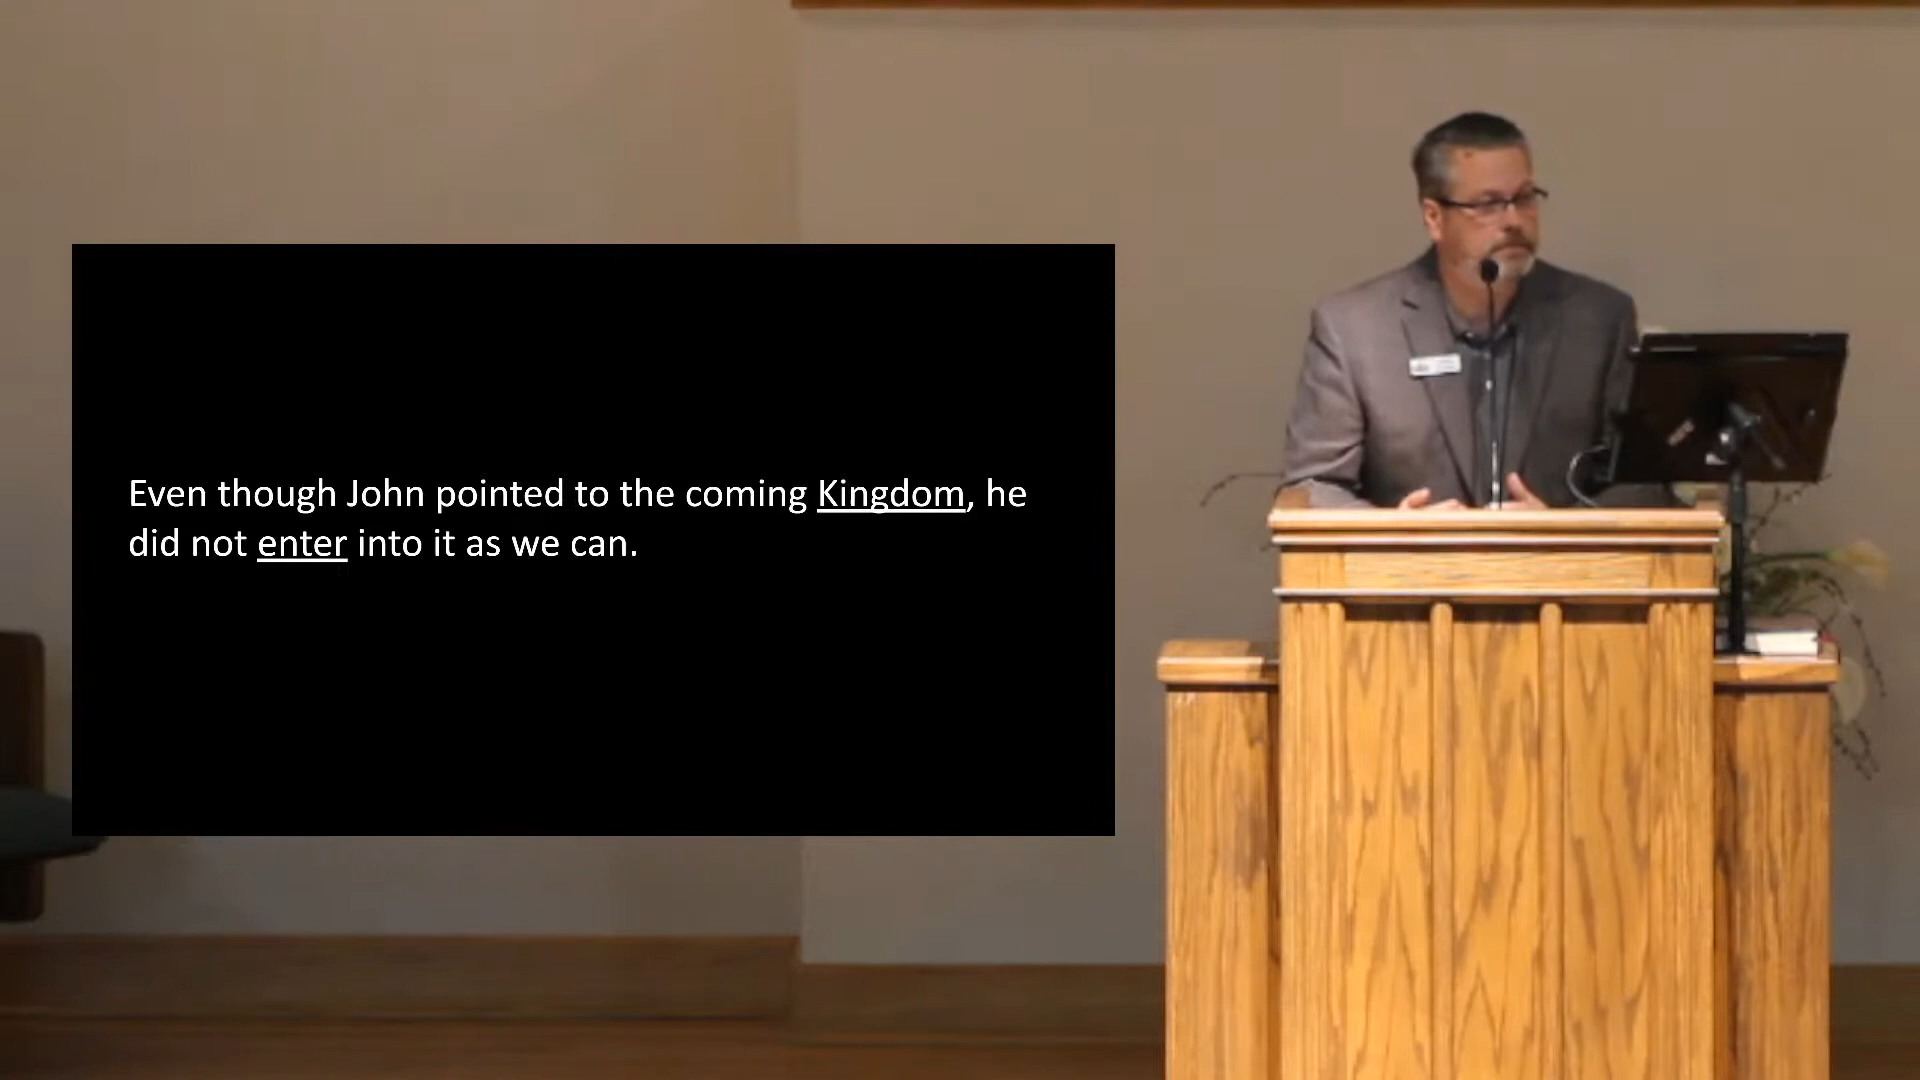 Even though John pointed to the coming Kingdom, he
did not enter into it as we can.